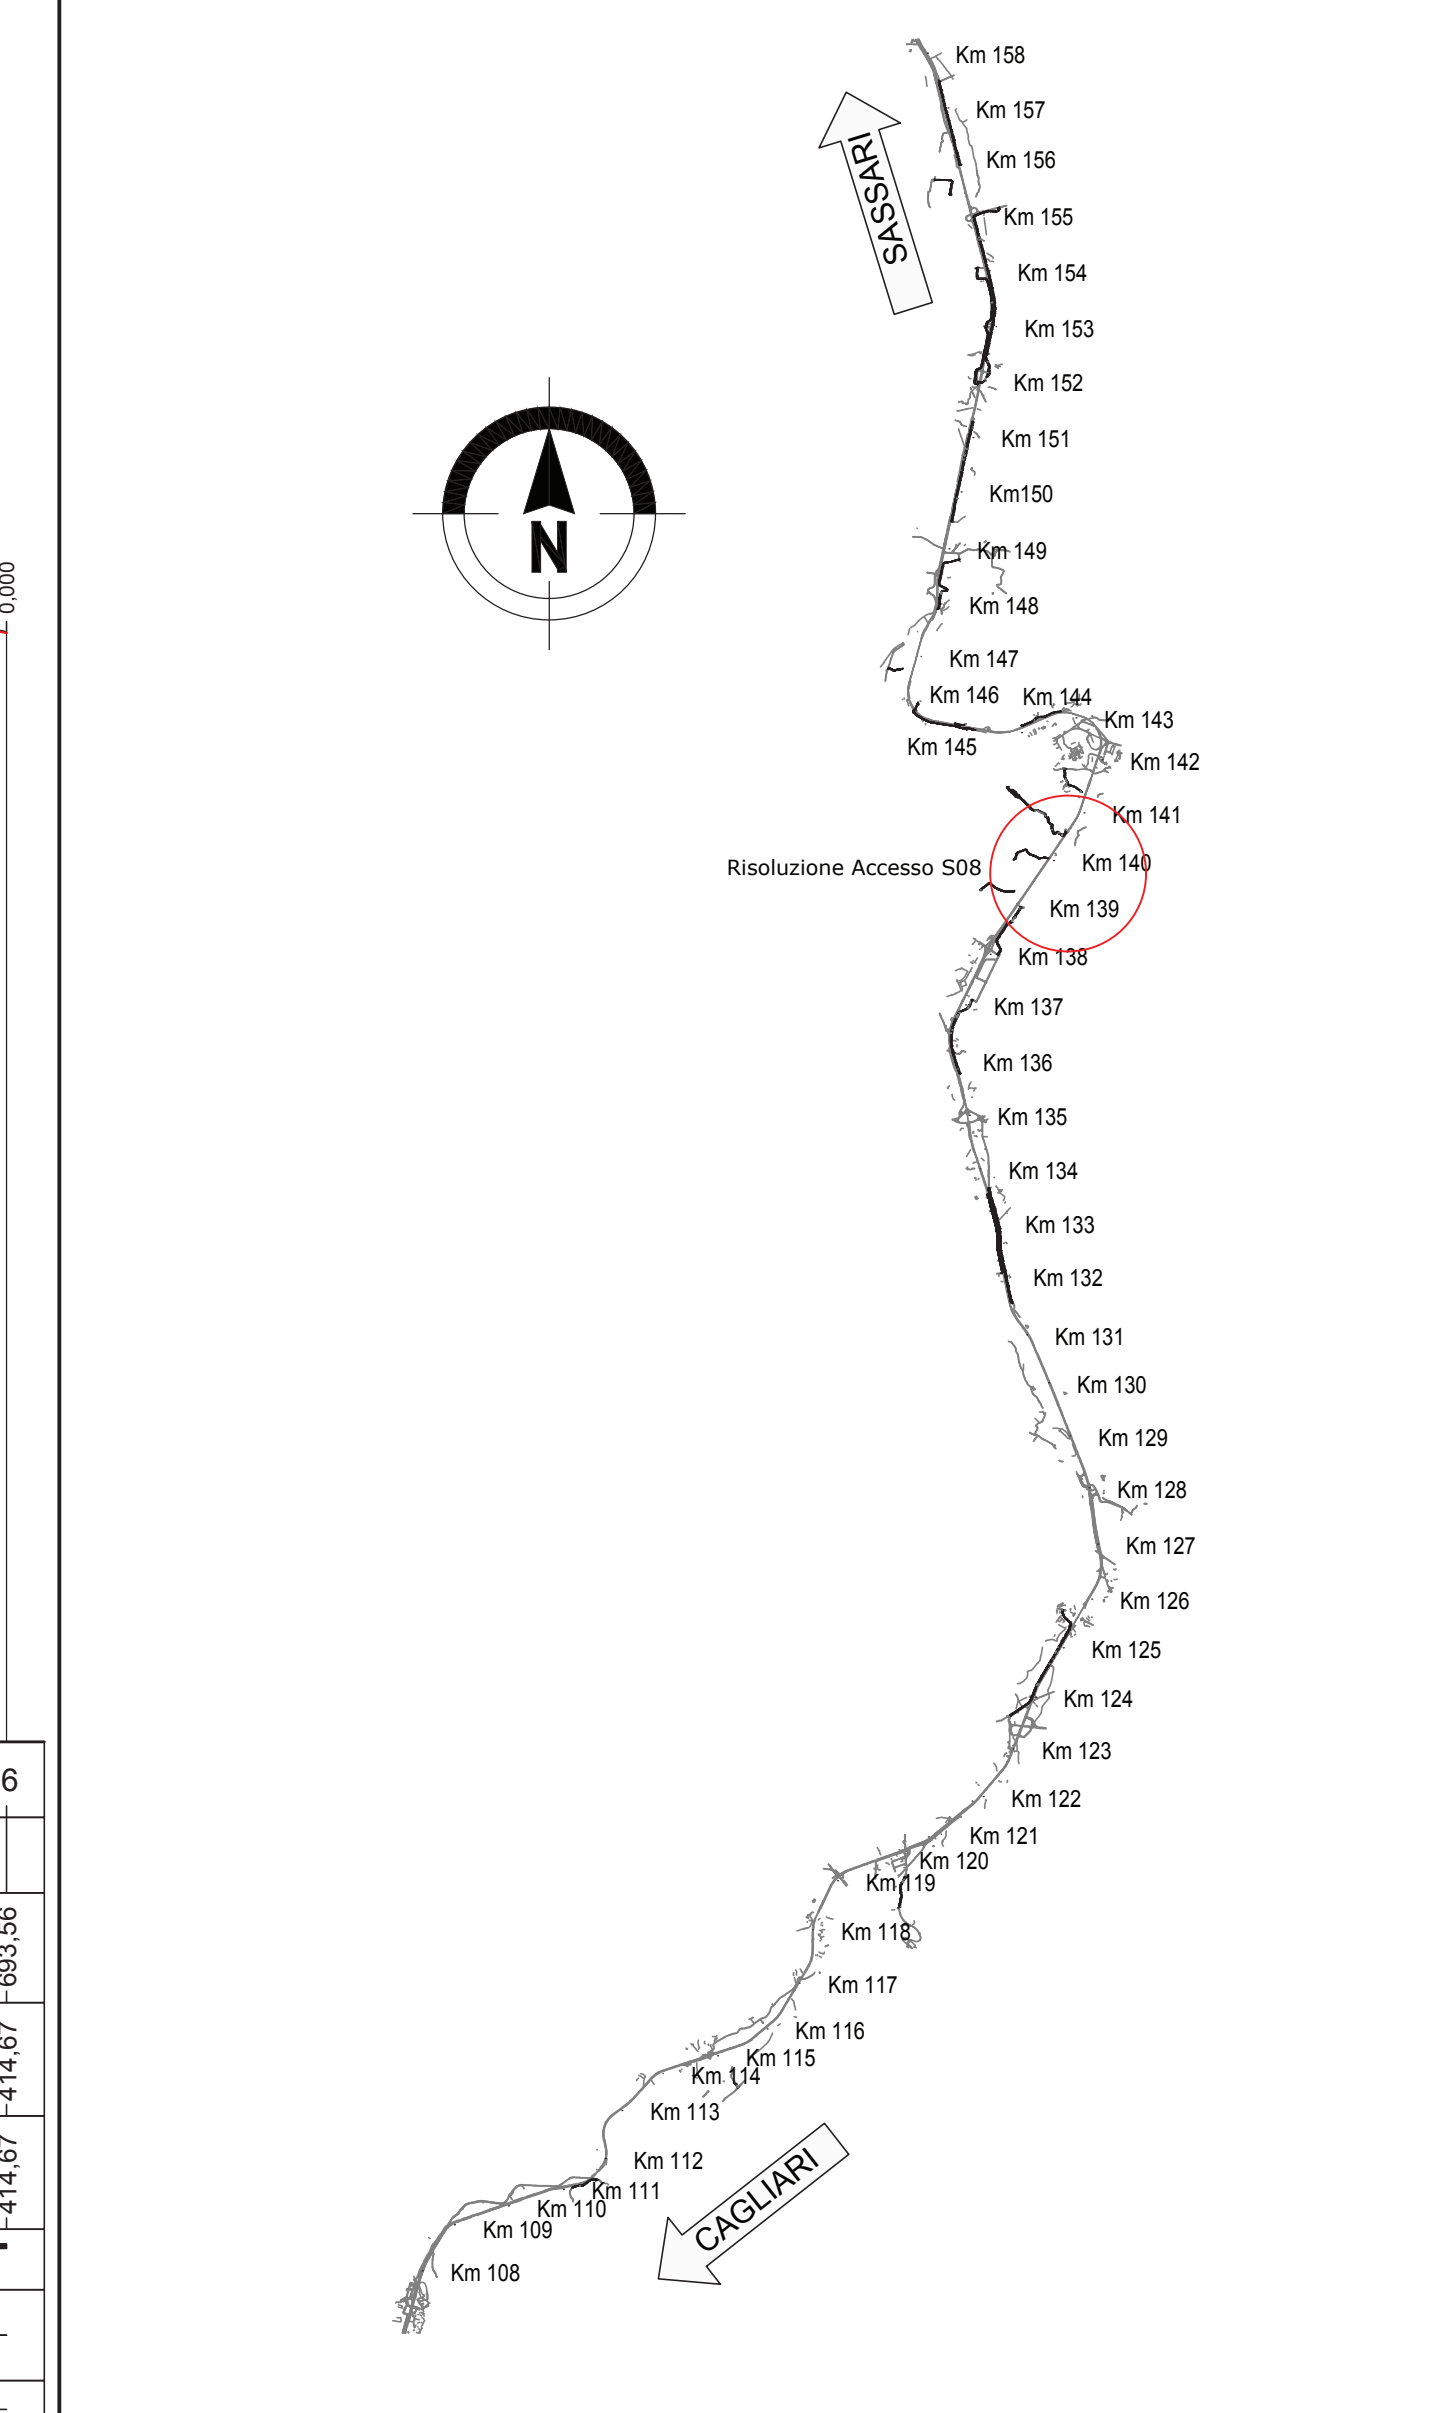 Km 158
Km 157
SASSARI
Km 156
Km 155
Km 154
Km 153
Km 152
Km 151
Km150
N
Km 149
0,000
Km 148
Km 147
Km 146
Km 144
Km 143
Km 145
Km 142
Km 141
Risoluzione Accesso S08
Km 140
Km 139
Km 138
Km 137
Km 136
Km 135
Km 134
Km 133
Km 132
Km 131
Km 130
Km 129
Km 128
Km 127
Km 126
Km 125
Km 124
Km 123
6
Km 122
Km 121
Km 120
Km 119
Km 118
693,56
Km 117
Km 116
Km 115
414,67
Km 114
Km 113
Km 112
414,67
Km 111
CAGLIARI
Km 110
Km 109
Km 108